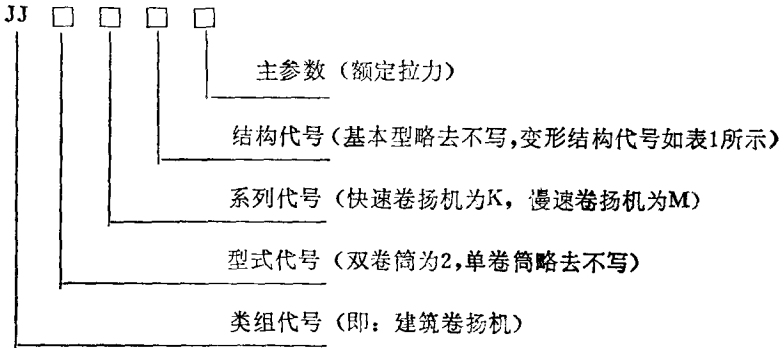 JJ □ □ □ □
主参数（额定拉力）
结构代号（基本型略去不写，变形结构代号如表1所示）
系列代号（快速卷扬机为K，慢速卷扬机为M）
型式代号（双卷筒为2，单卷筒略去不写）
类组代号（即：建筑卷扬机）